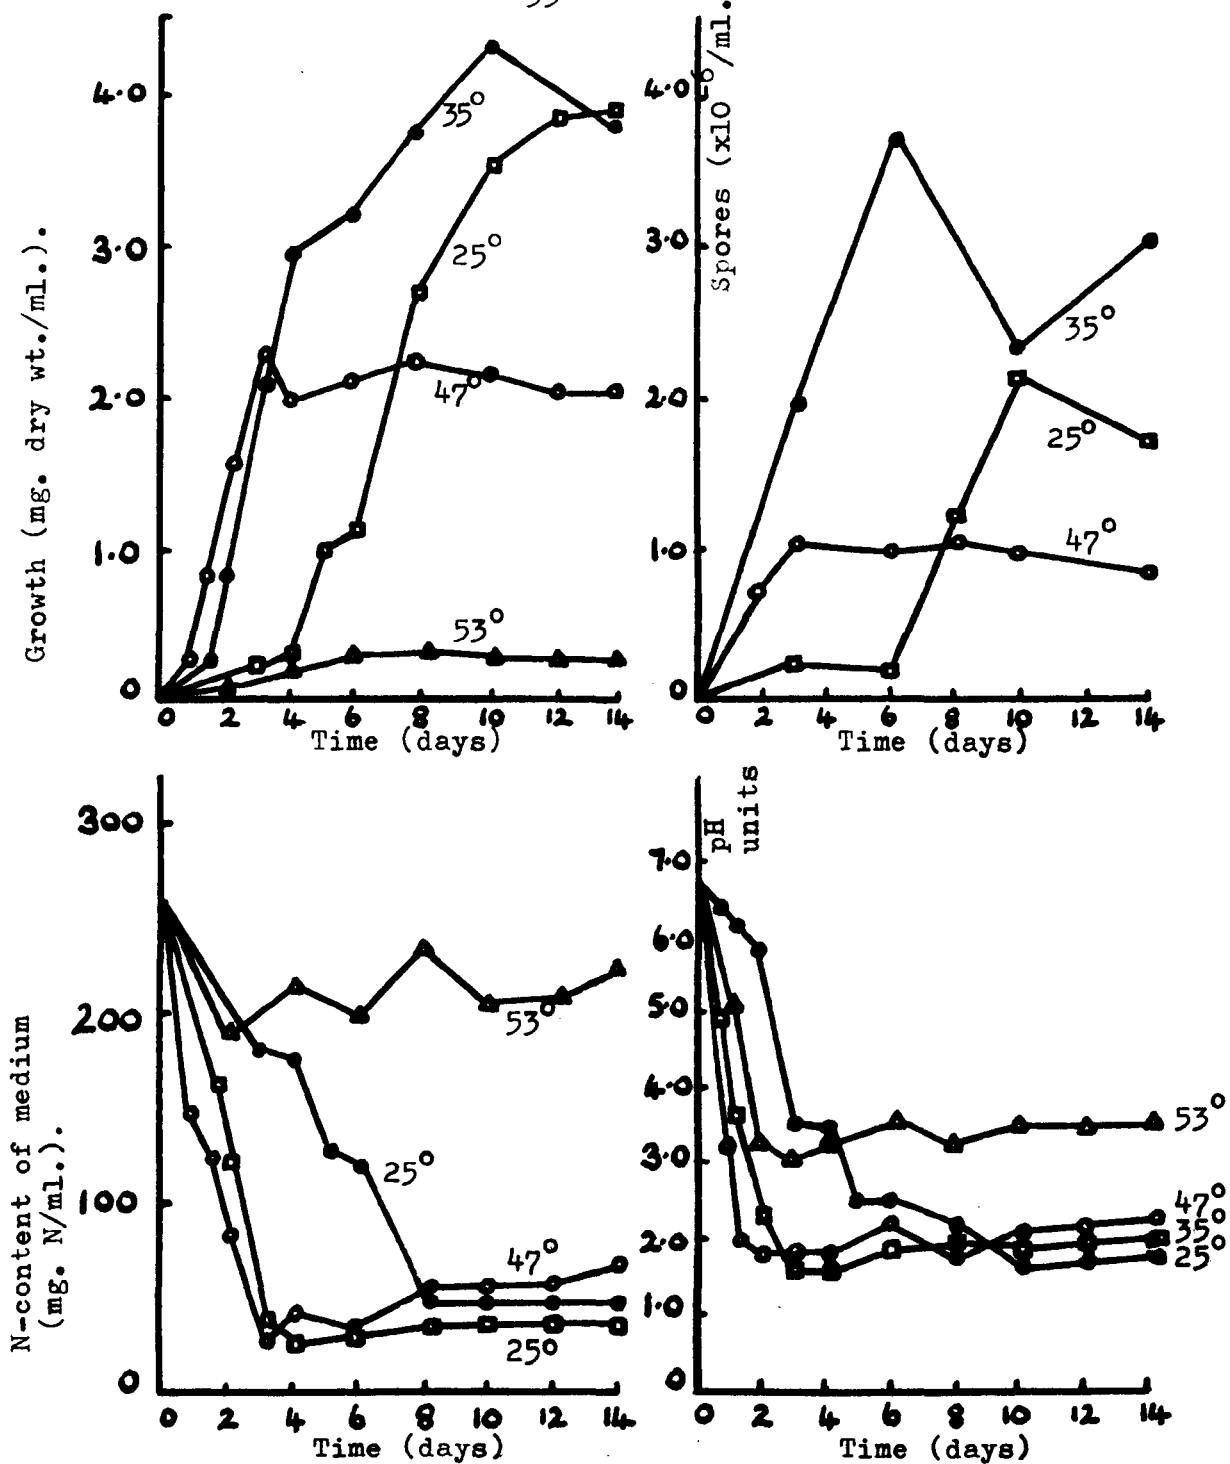 4.0
3.0
2.0
1.0
0
Growth (mg. dry wt./ml.).
35°
25°
47°
53°
0 2 4 6 8 10 12 14
Time (days)
4.0
3.0
2.0
1.0
0
Spores (x10⁻⁶/ml.
35°
25°
47°
0 2 4 6 8 10 12 14
Time (days)
300
200
100
0
N-content of medium
(mg. N/ml.).
53°
25°
47°
25°
0 2 4 6 8 10 12 14
Time (days)
pH
units
7.0
6.0
5.0
4.0
3.0
2.0
1.0
0
53°
47°
35°
25°
0 2 4 6 8 10 12 14
Time (days)